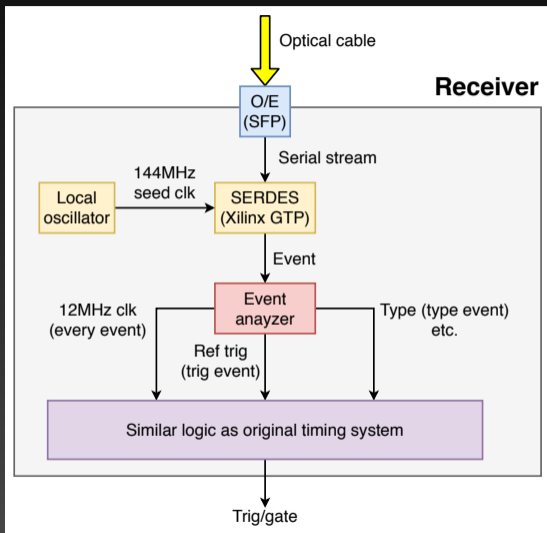 Optical cable
Receiver
O/E
(SFP)
Serial stream
144MHz
seed clk
Local
oscillator
SERDES
(Xilinx GTP)
Event
Event
anayzer
12MHz clk
(every event)
Type (type event)
etc.
Ref trig
(trig event)
Similar logic as original timing system
Trig/gate